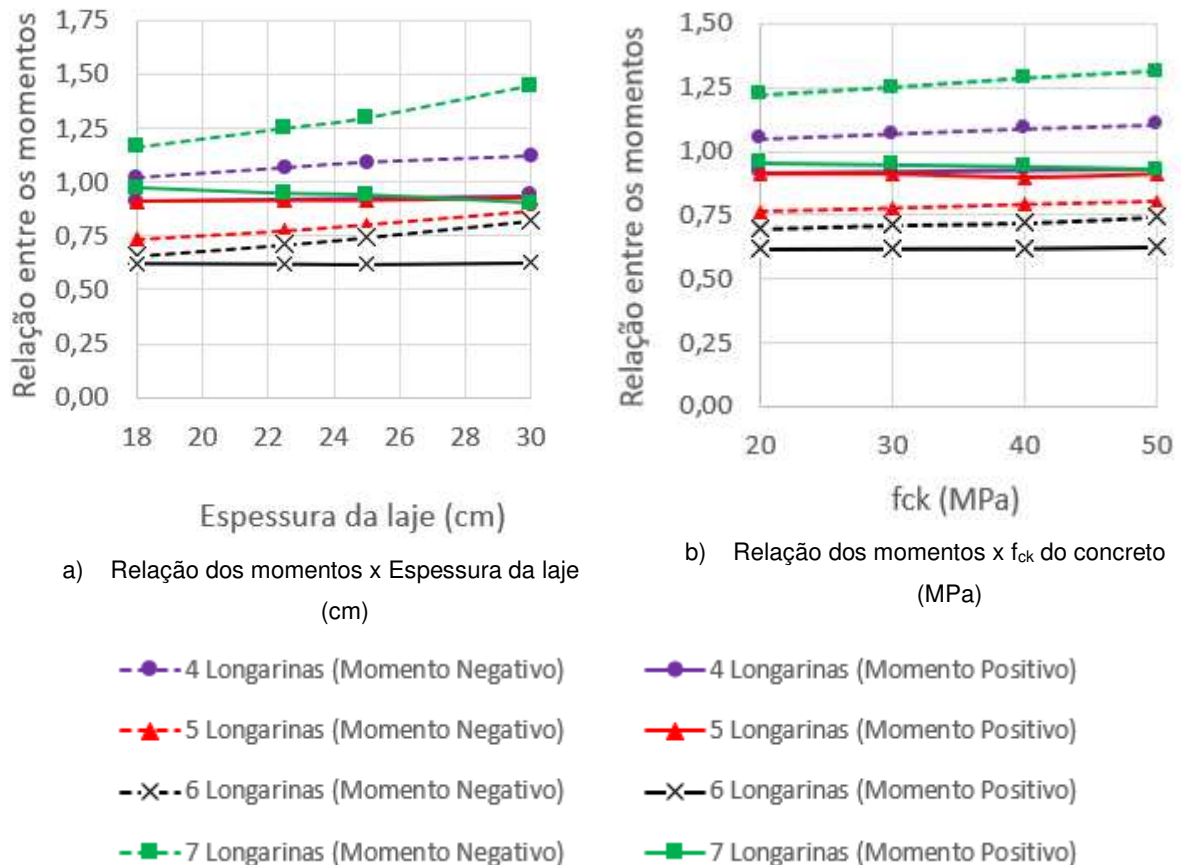 Relação entre os momentos
1,75
1,50
1,25
1,00
0,75
0,50
0,25
0,00
18 20 22 24 26 28 30
Espessura da laje (cm)
a) Relação dos momentos x Espessura da laje
(cm)
Relação entre os momentos
1,50
1,25
1,00
0,75
0,50
0,25
0,00
20 30 40 50
fck (MPa)
b) Relação dos momentos x fck do concreto
(MPa)
4 Longarinas (Momento Negativo)
4 Longarinas (Momento Positivo)
5 Longarinas (Momento Negativo)
5 Longarinas (Momento Positivo)
6 Longarinas (Momento Negativo)
6 Longarinas (Momento Positivo)
7 Longarinas (Momento Negativo)
7 Longarinas (Momento Positivo)